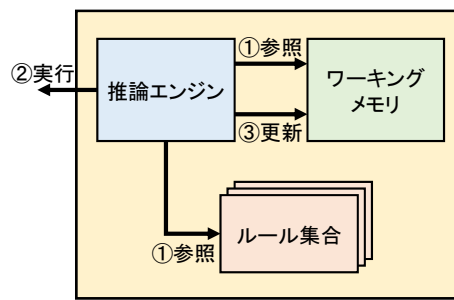 ①参照
②実行
推論エンジン
ワーキング
メモリ
③更新
ルール集合
①参照